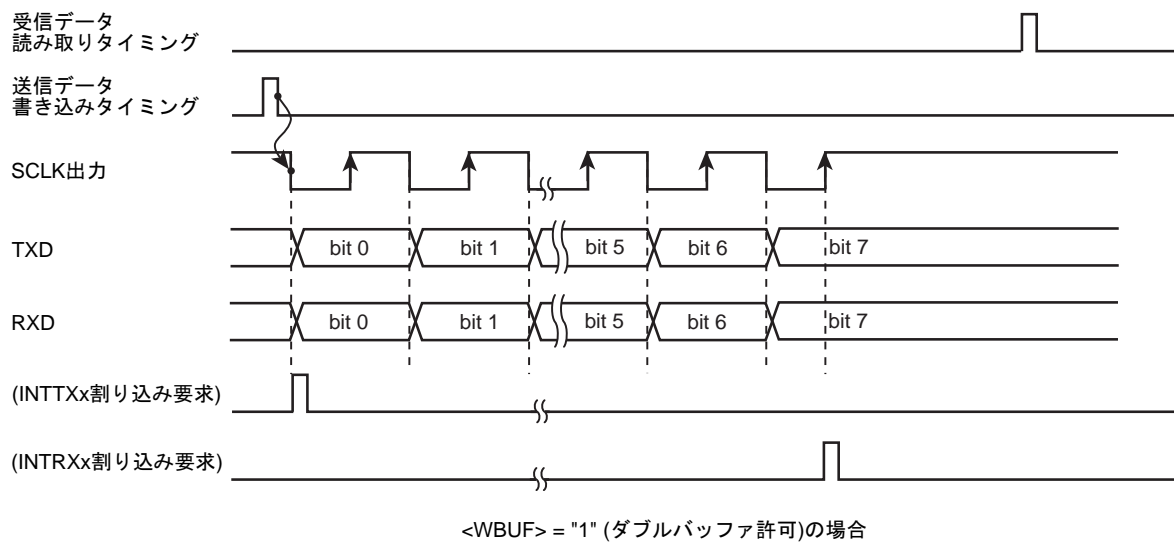 受信データ
読み取りタイミング
送信データ
書き込みタイミング
SCLK出力
TXD
bit 0
bit 1
bit 5
bit 6
bit 7
RXD
bit 0
bit 1
bit 5
bit 6
bit 7
(INTTXx割り込み要求)
(INTRXx割り込み要求)
<WBUF> = "1" (ダブルバッファ許可)の場合